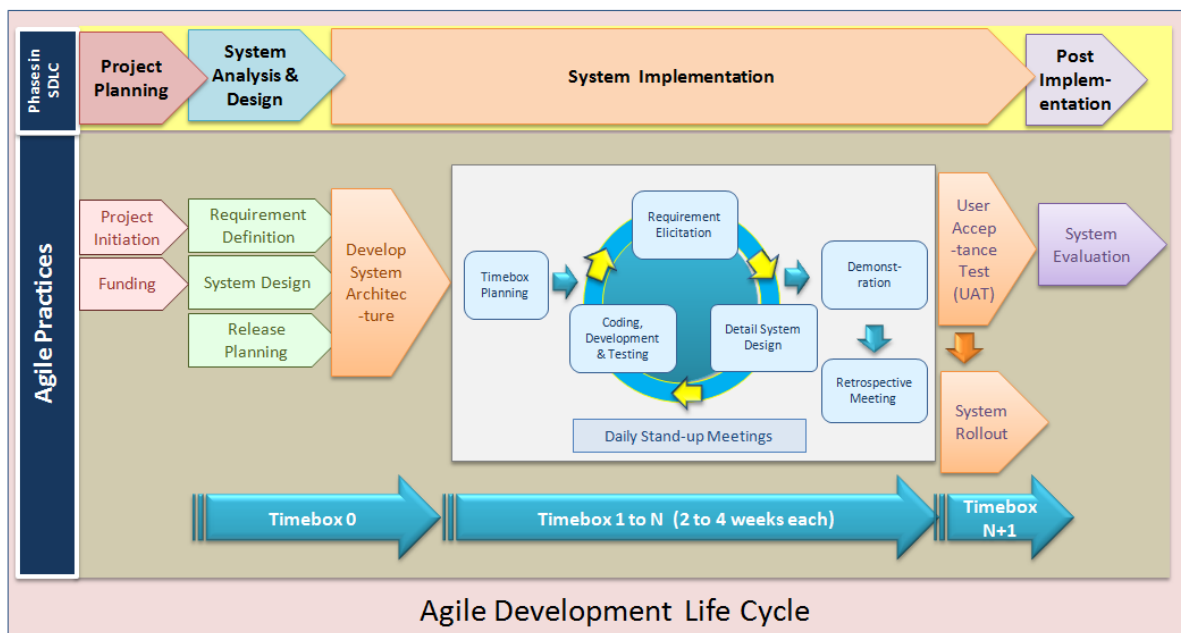 Phases in
SDLC
Project
Planning
System
Analysis &
Design
System Implementation
Post
Implem-
entation
Agile Practices
Project
Initiation
Funding
Requirement
Definition
System Design
Release
Planning
Develop
System
Architec
-ture
Timebox
Planning
Requirement
Elicitation
Coding,
Development
& Testing
Detail System
Design
Demonst-
ration
Retrospective
Meeting
Daily Stand-up Meetings
User
Accep
-tance
Test
(UAT)
System
Rollout
System
Evaluation
Timebox 0
Timebox 1 to N (2 to 4 weeks each)
Timebox
N+1
Agile Development Life Cycle